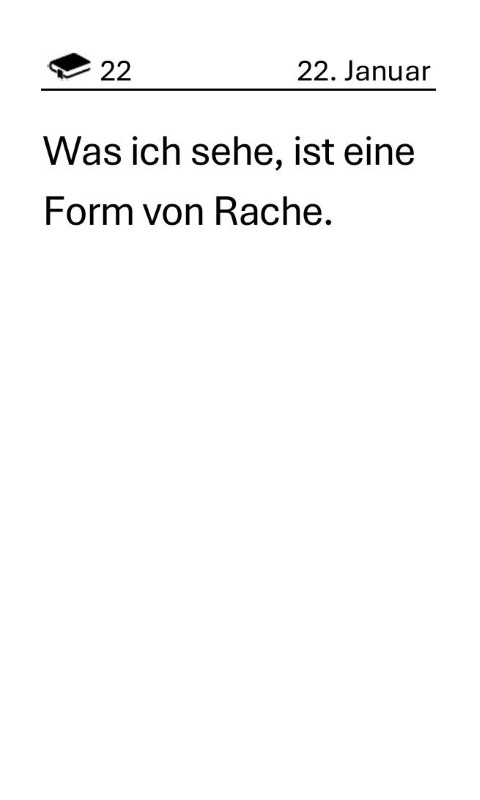 22 22. Januar
Was ich sehe, ist eine
Form von Rache.